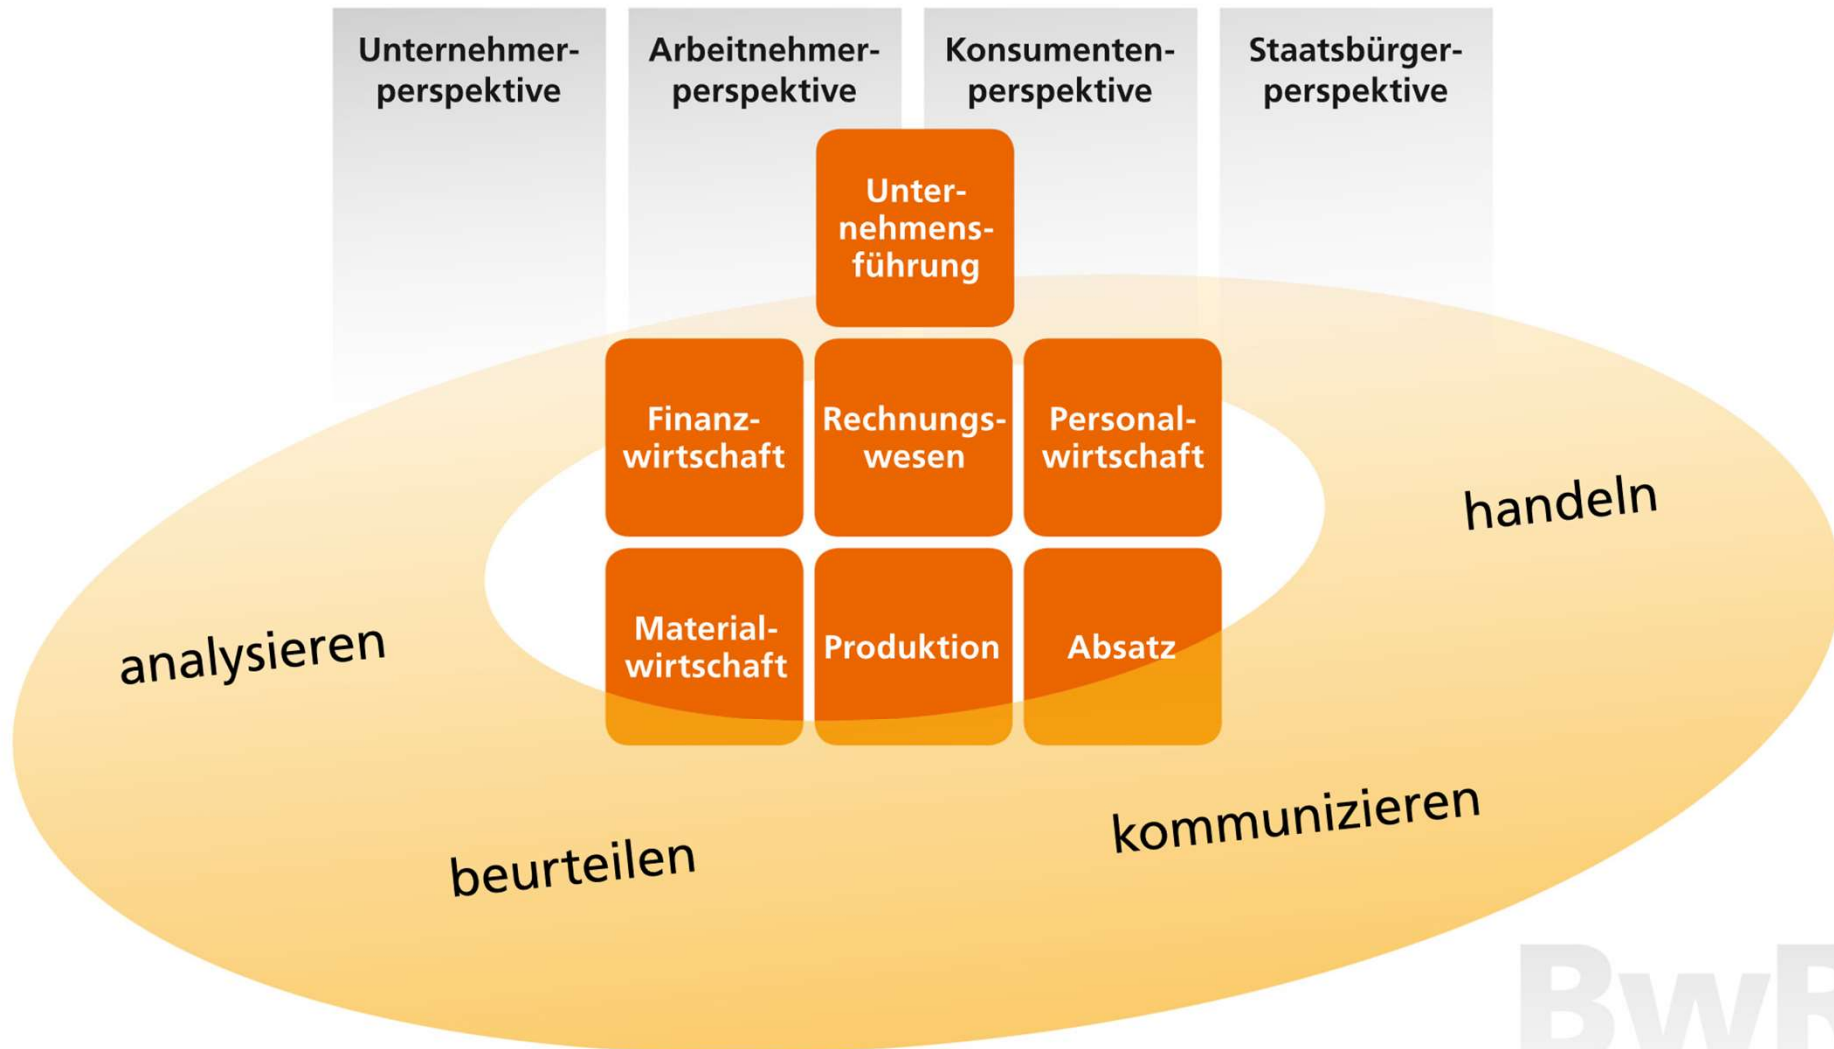 Unternehmer-
perspektive
Arbeitnehmer-
perspektive
Konsumenten-
perspektive
Staatsbürger-
perspektive
Unter-
nehmens-
führung
Finanz-
wirtschaft
Rechnungs-
wesen
Personal-
wirtschaft
Material-
wirtschaft
Produktion
Absatz
analysieren
beurteilen
kommunizieren
handeln
BwR